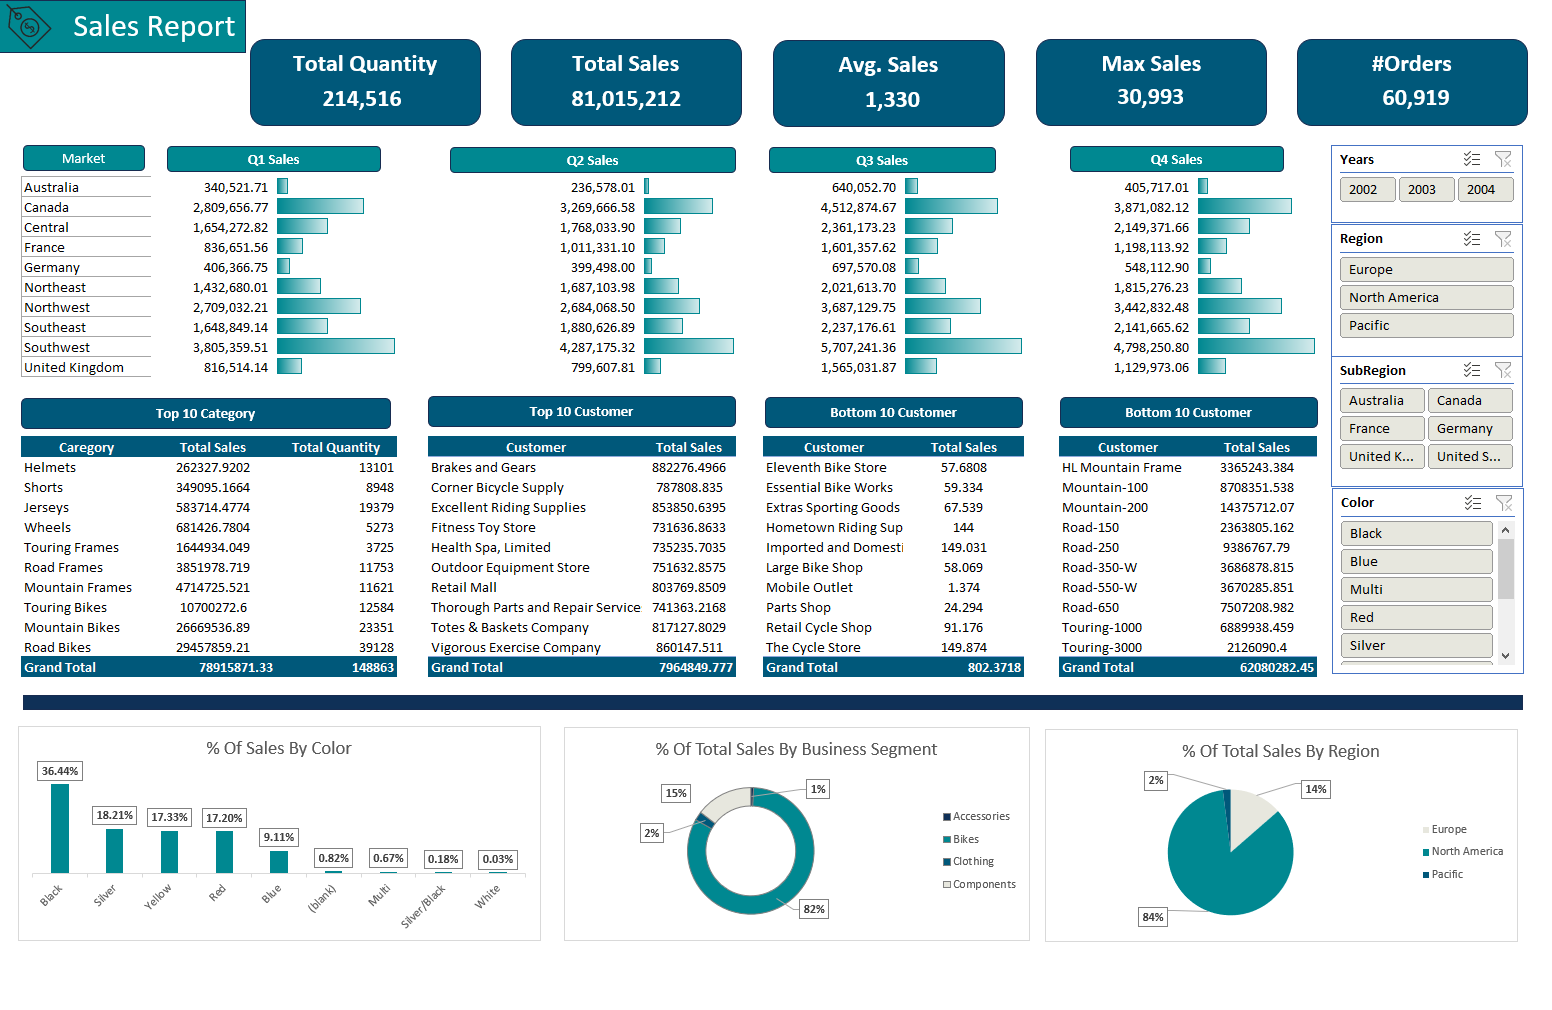 Sales Report
Total Quantity
214,516
Total Sales
81,015,212
Avg. Sales
1,330
Max Sales
30,993
#Orders
60,919
Market Q1 Sales Q2 Sales Q3 Sales Q4 Sales
Australia 340,521.71 236,578.01 640,052.70 405,717.01
Canada 2,809,656.77 3,269,666.58 4,512,874.67 3,871,082.12
Central 1,654,272.82 1,768,033.90 2,361,173.23 2,149,371.66
France 836,651.56 1,011,331.10 1,601,357.62 1,198,113.92
Germany 406,366.75 399,498.00 697,570.08 548,112.90
Northeast 1,432,680.01 1,687,103.98 2,021,613.70 1,815,276.23
Northwest 2,709,032.21 2,684,068.50 3,687,129.75 3,442,832.48
Southeast 1,648,849.14 1,880,626.89 2,237,176.61 2,141,665.62
Southwest 3,805,359.51 4,287,175.32 5,707,241.36 4,798,250.80
United Kingdom 816,514.14 799,607.81 1,565,031.87 1,129,973.06
Years
2002 2003 2004
Region
Europe
North America
Pacific
SubRegion
Australia Canada
France Germany
United K... United S...
Color
Black
Blue
Multi
Red
Silver
Top 10 Category
Caregory Total Sales Total Quantity
Helmets 262327.9202 13101
Shorts 349095.1664 8948
Jerseys 583714.4774 19379
Wheels 681426.7804 5273
Touring Frames 1644934.049 3725
Road Frames 3851978.719 11753
Mountain Frames 4714725.521 11621
Touring Bikes 10700272.6 12584
Mountain Bikes 26669536.89 23351
Road Bikes 29457859.21 39128
Grand Total 78915871.33 148863
Top 10 Customer
Customer Total Sales
Brakes and Gears 882276.4966
Corner Bicycle Supply 787808.835
Excellent Riding Supplies 853850.6395
Fitness Toy Store 731636.8633
Health Spa, Limited 735235.7035
Outdoor Equipment Store 751632.8575
Retail Mall 803769.8509
Thorough Parts and Repair Service 741363.2168
Totes & Baskets Company 817127.8029
Vigorous Exercise Company 860147.511
Grand Total 7964849.777
Bottom 10 Customer
Customer Total Sales
Eleventh Bike Store 57.6808
Essential Bike Works 59.334
Extras Sporting Goods 67.539
Hometown Riding Sup 144
Imported and Domesti 149.031
Large Bike Shop 58.069
Mobile Outlet 1.374
Parts Shop 24.294
Retail Cycle Shop 91.176
The Cycle Store 149.874
Grand Total 802.3718
Bottom 10 Customer
Customer Total Sales
HL Mountain Frame 3365243.384
Mountain-100 8708351.538
Mountain-200 14375712.07
Road-150 2363805.162
Road-250 9386767.79
Road-350-W 3686878.815
Road-550-W 3670285.851
Road-650 7507208.982
Touring-1000 6889938.459
Touring-3000 2126090.4
Grand Total 62080282.45
% Of Sales By Color
36.44%
18.21%
17.33%
17.20%
9.11%
0.82%
0.67%
0.18%
0.03%
Black
Silver
Yellow
Red
Blue
(blank)
Multi
Silver/Black
White
% Of Total Sales By Business Segment
15%
1%
2%
82%
Accessories
Bikes
Clothing
Components
% Of Total Sales By Region
2%
14%
84%
Europe
North America
Pacific